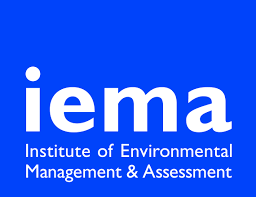 iema
Institute of Environmental
Management & Assessment